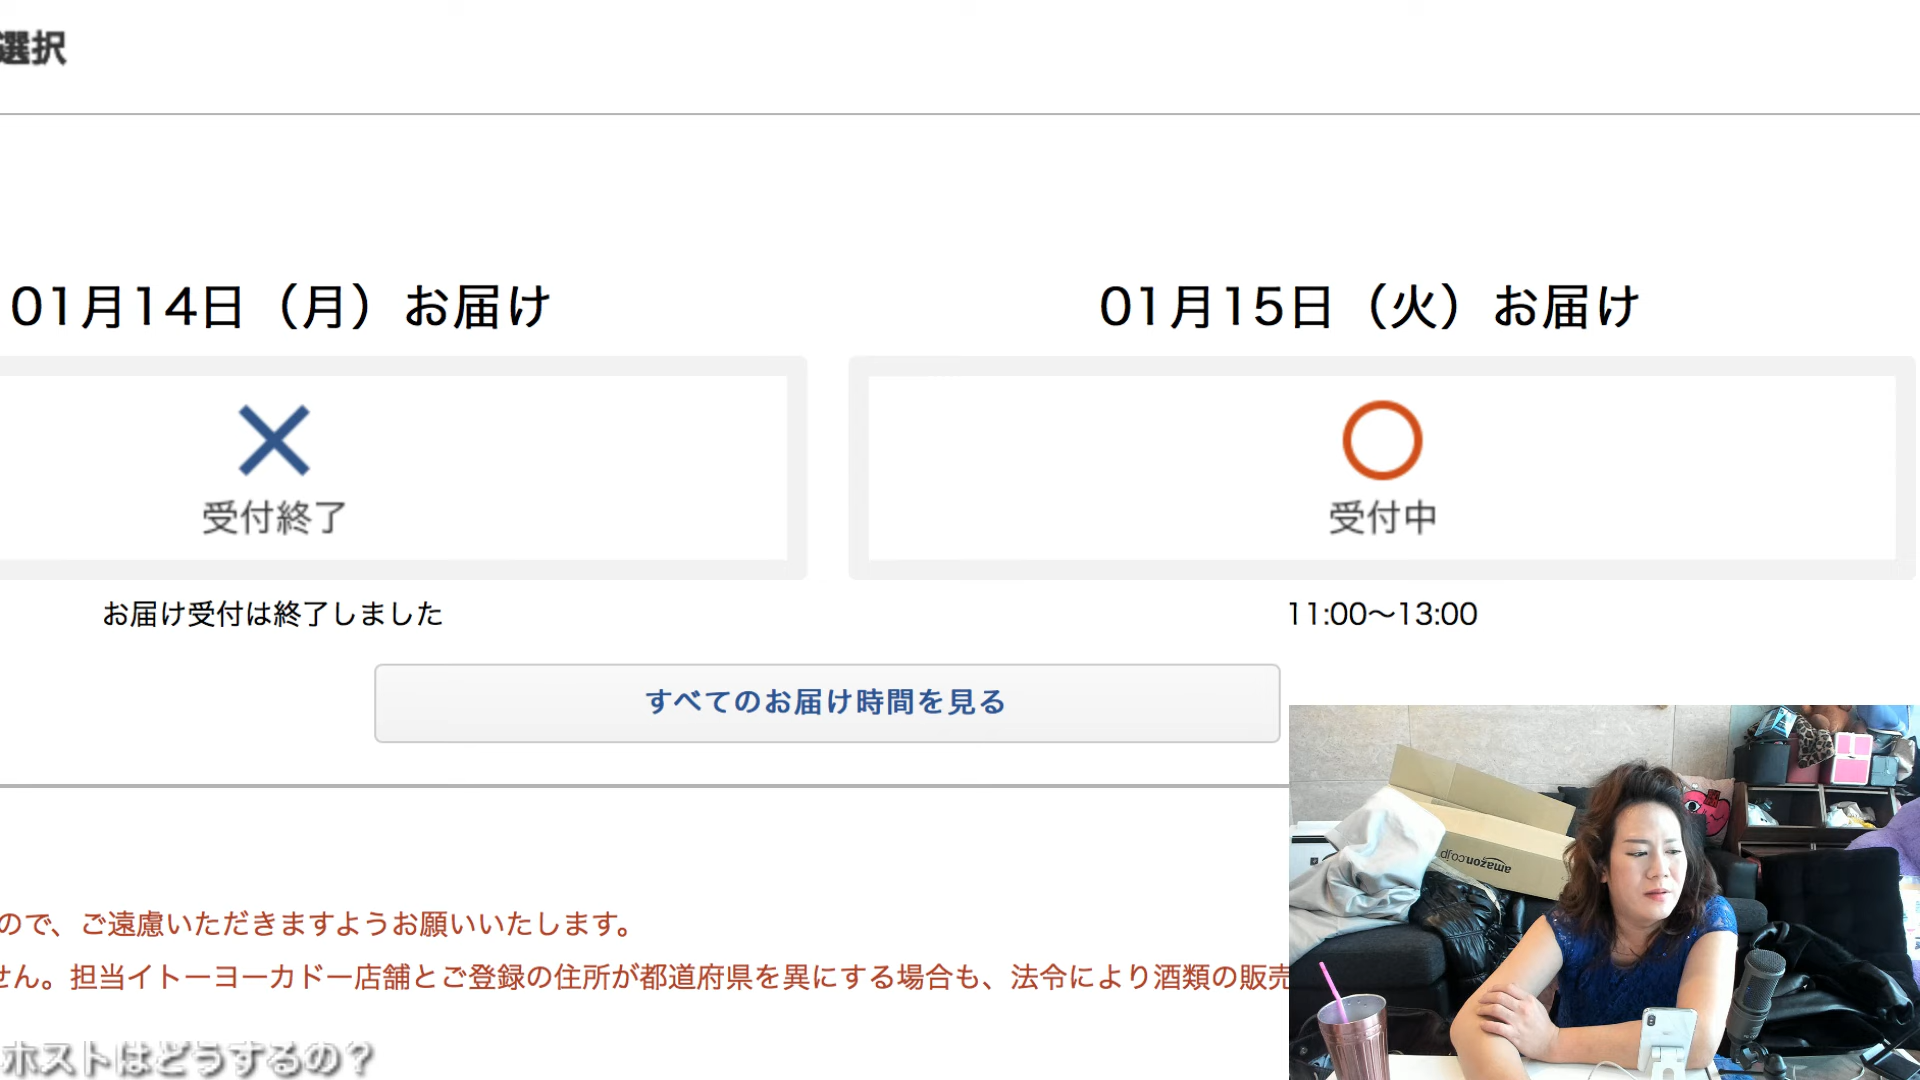 選択
01月14日（月）お届け
01月15日（火）お届け
受付終了
受付中
お届け受付は終了しました
11:00～13:00
すべてのお届け時間を見る
amazon.co.jp
ので、ご遠慮いただきますようお願いいたします。
せん。担当イトーヨーカドー店舗とご登録の住所が都道府県を異にする場合も、法令により酒類の販売
ホストはどうするの？